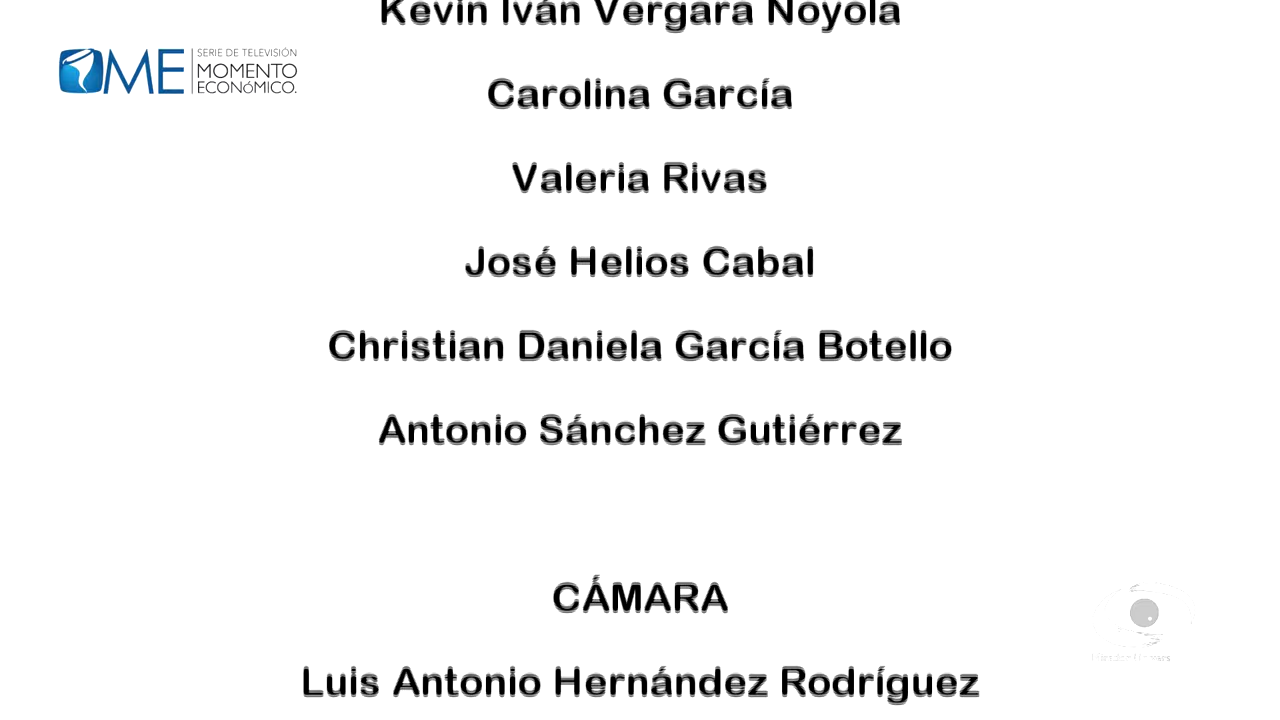 Kevin Iván Vergara Noyola
ME
SERIE DE TELEVISIÓN
MOMENTO
ECONÓMICO.
Carolina García
Valeria Rivas
José Helios Cabal
Christian Daniela García Botello
Antonio Sánchez Gutiérrez
CÁMARA
Luis Antonio Hernández Rodríguez